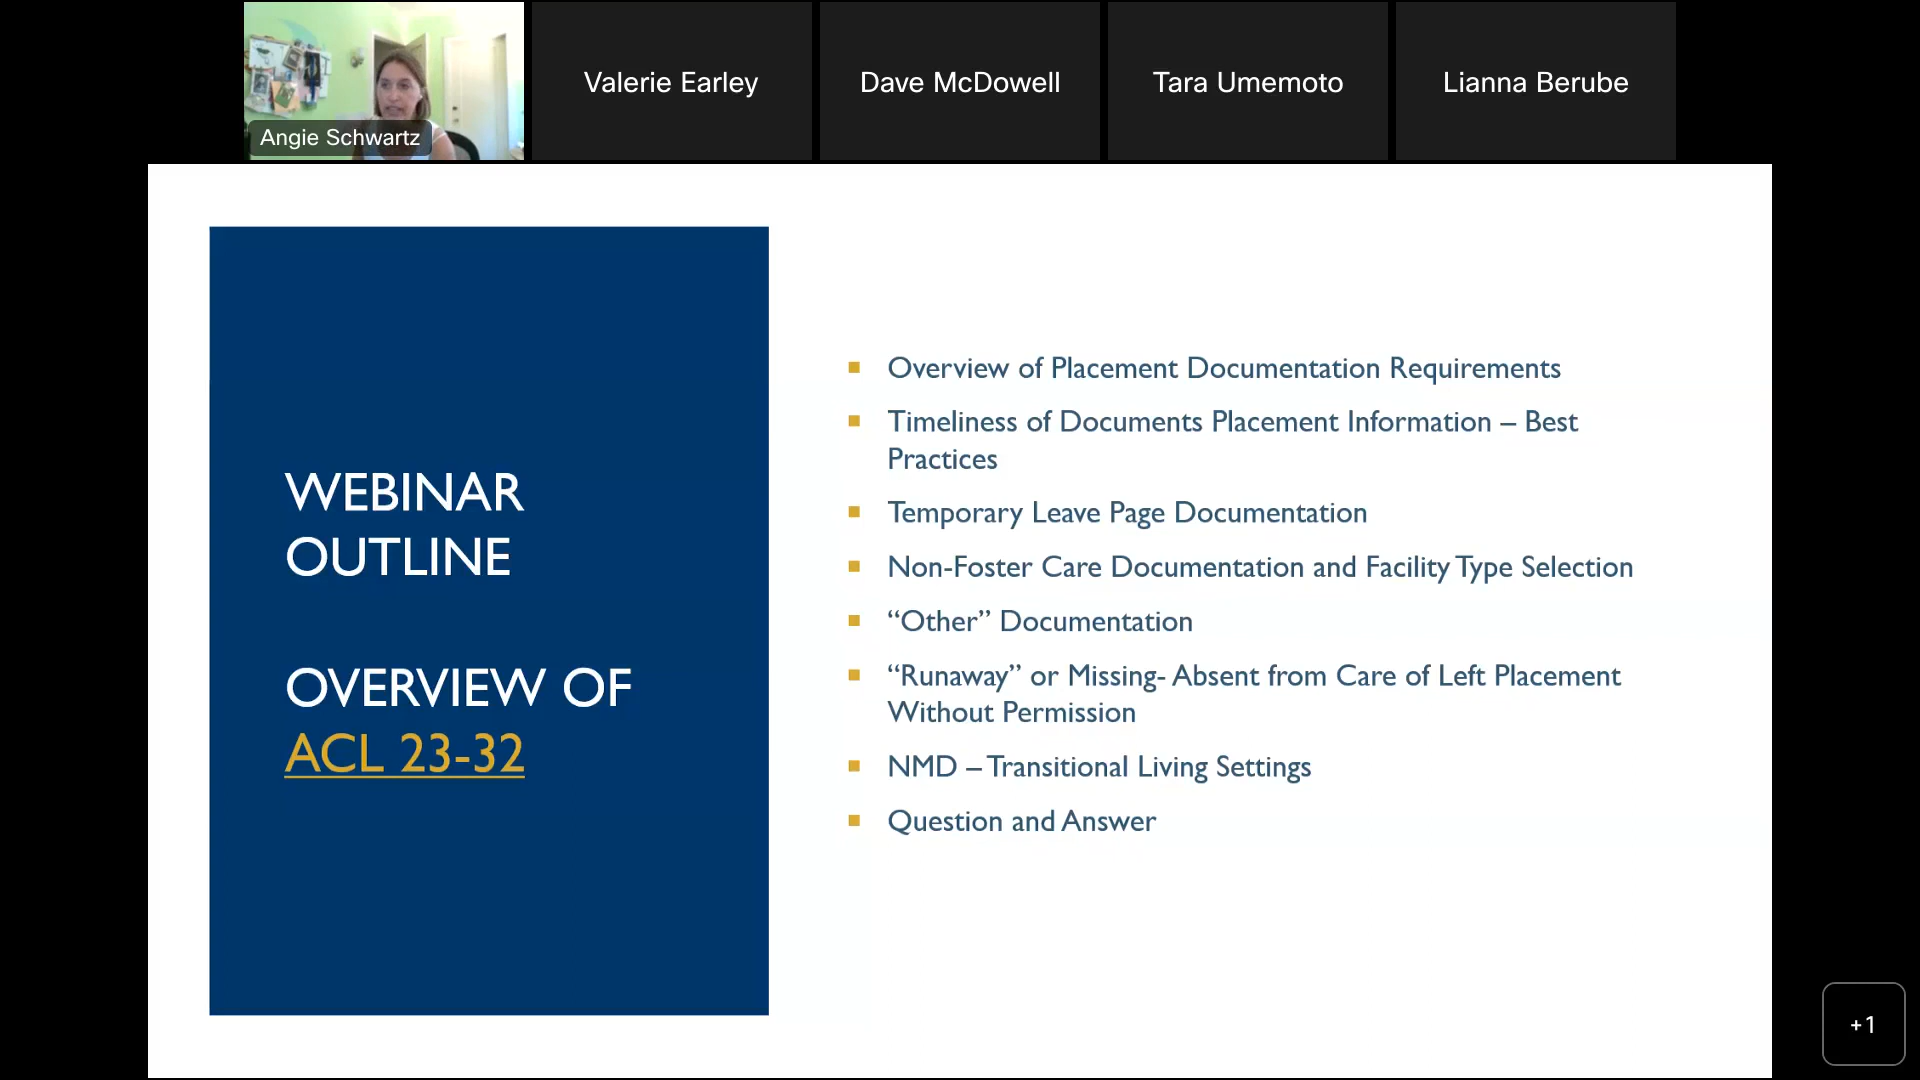 Angie Schwartz
Valerie Earley
Dave McDowell
Tara Umemoto
Lianna Berube
WEBINAR
OUTLINE
OVERVIEW OF
ACL 23-32
Overview of Placement Documentation Requirements
Timeliness of Documents Placement Information – Best
Practices
Temporary Leave Page Documentation
Non-Foster Care Documentation and Facility Type Selection
“Other” Documentation
“Runaway” or Missing- Absent from Care of Left Placement
Without Permission
NMD – Transitional Living Settings
Question and Answer
+1